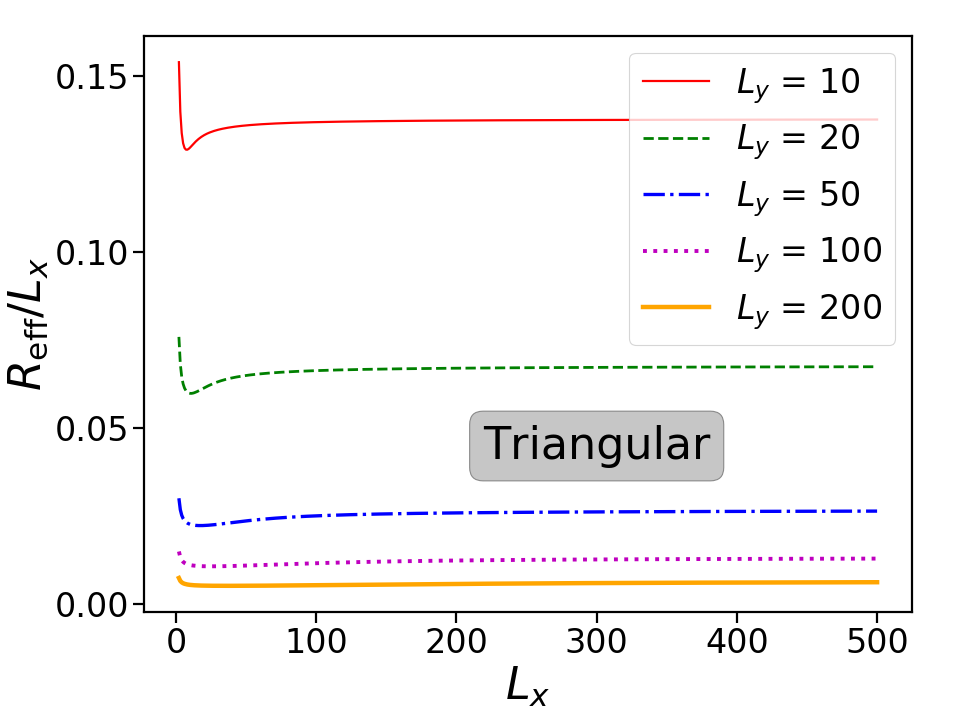 0.15
0.10
0.05
0.00
R_eff/L_x
L_y = 10
L_y = 20
L_y = 50
L_y = 100
L_y = 200
Triangular
0 100 200 300 400 500
L_x